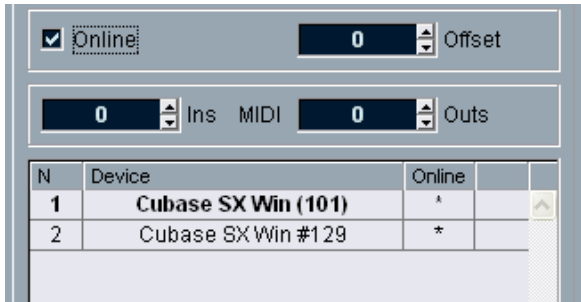 Online 0 Offset
0 Ins MIDI 0 Outs
N Device Online
1 Cubase SX Win (101) *
2 Cubase SX Win #129 *